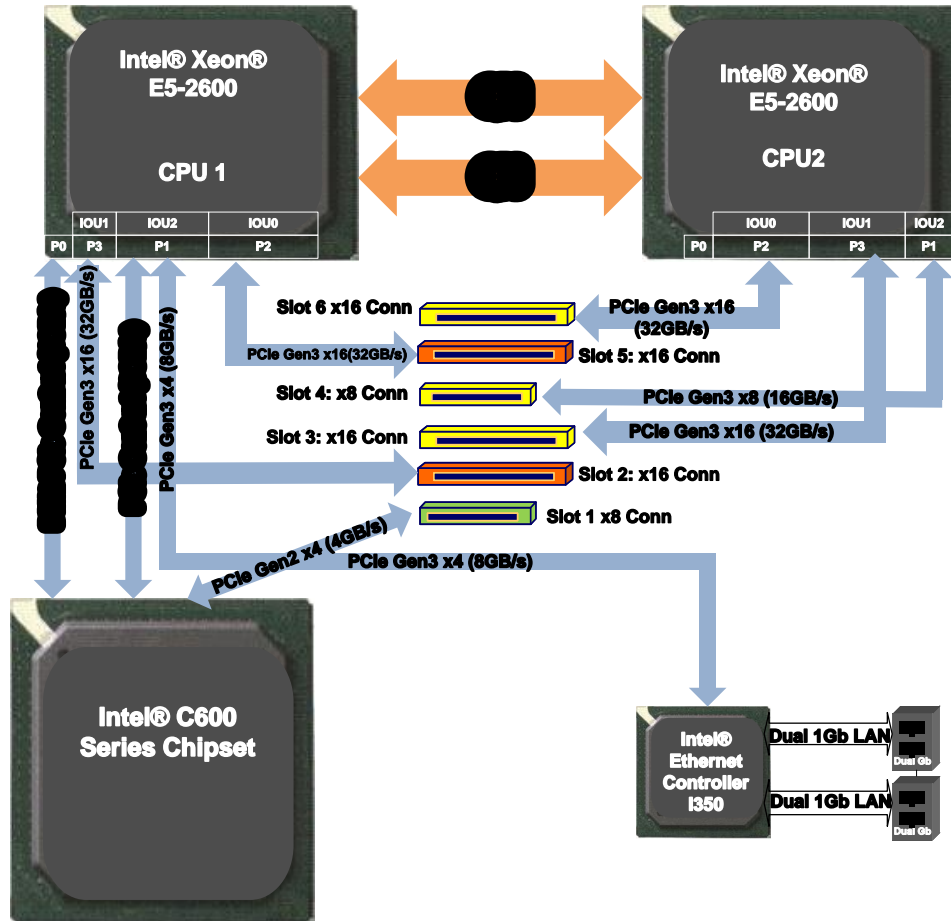 Intel® Xeon®
E5-2600
CPU 1
Intel® Xeon®
E5-2600
CPU2
IOU1
IOU2
IOU0
P0
P3
P1
P2
IOU0
IOU1
IOU2
P0
P2
P3
P1
Slot 6 x16 Conn
PCIe Gen3 x16
(32GB/s)
PCIe Gen3 x16(32GB/s)
Slot 5: x16 Conn
Slot 4: x8 Conn
PCIe Gen3 x8 (16GB/s)
Slot 3: x16 Conn
PCIe Gen3 x16 (32GB/s)
Slot 2: x16 Conn
Slot 1 x8 Conn
PCIe Gen3 x16 (32GB/s)
PCIe Gen3 x4 (8GB/s)
PCIe Gen2 x4 (4GB/s)
PCIe Gen3 x4 (8GB/s)
Intel® C600
Series Chipset
Intel®
Ethernet
Controller
I350
Dual 1Gb LAN
Dual Gb
Dual 1Gb LAN
Dual Gb